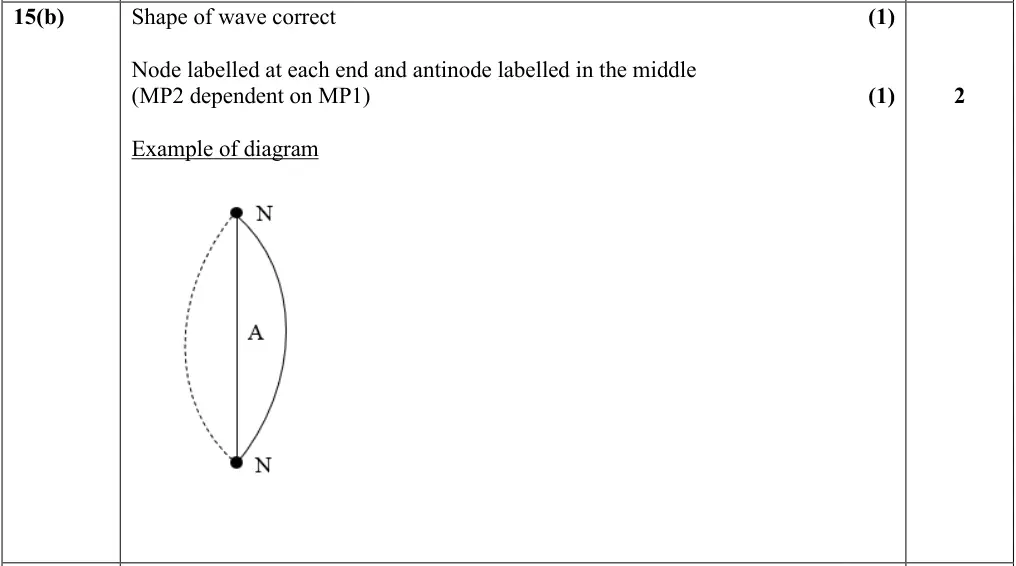 15(b) Shape of wave correct (1)
Node labelled at each end and antinode labelled in the middle
(MP2 dependent on MP1) (1) 2
Example of diagram
N
A
N